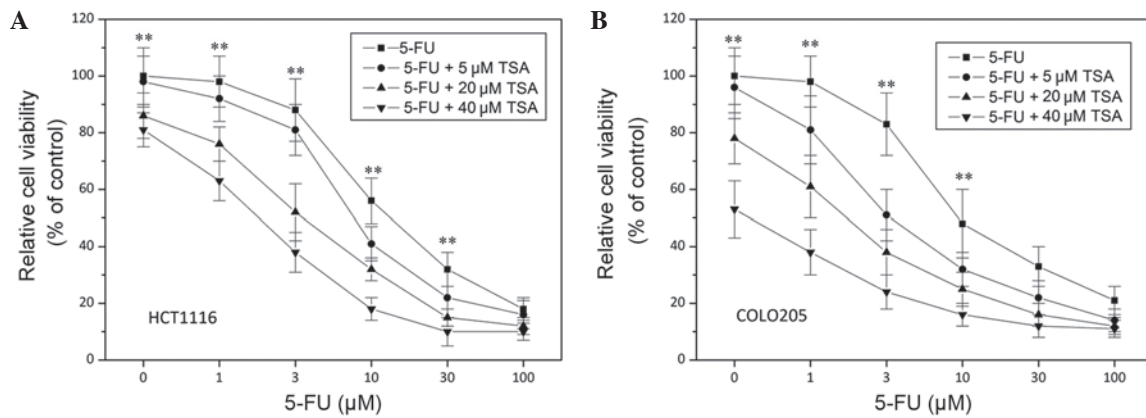 A
Relative cell viability
(% of control)
120
100
80
60
40
20
0
** ** ** ** **
5-FU
5-FU + 5 µM TSA
5-FU + 20 µM TSA
5-FU + 40 µM TSA
HCT1116
0 1 3 10 30 100
5-FU (µM)
B
Relative cell viability
(% of control)
120
100
80
60
40
20
0
** ** ** **
5-FU
5-FU + 5 µM TSA
5-FU + 20 µM TSA
5-FU + 40 µM TSA
COLO205
0 1 3 10 30 100
5-FU (µM)